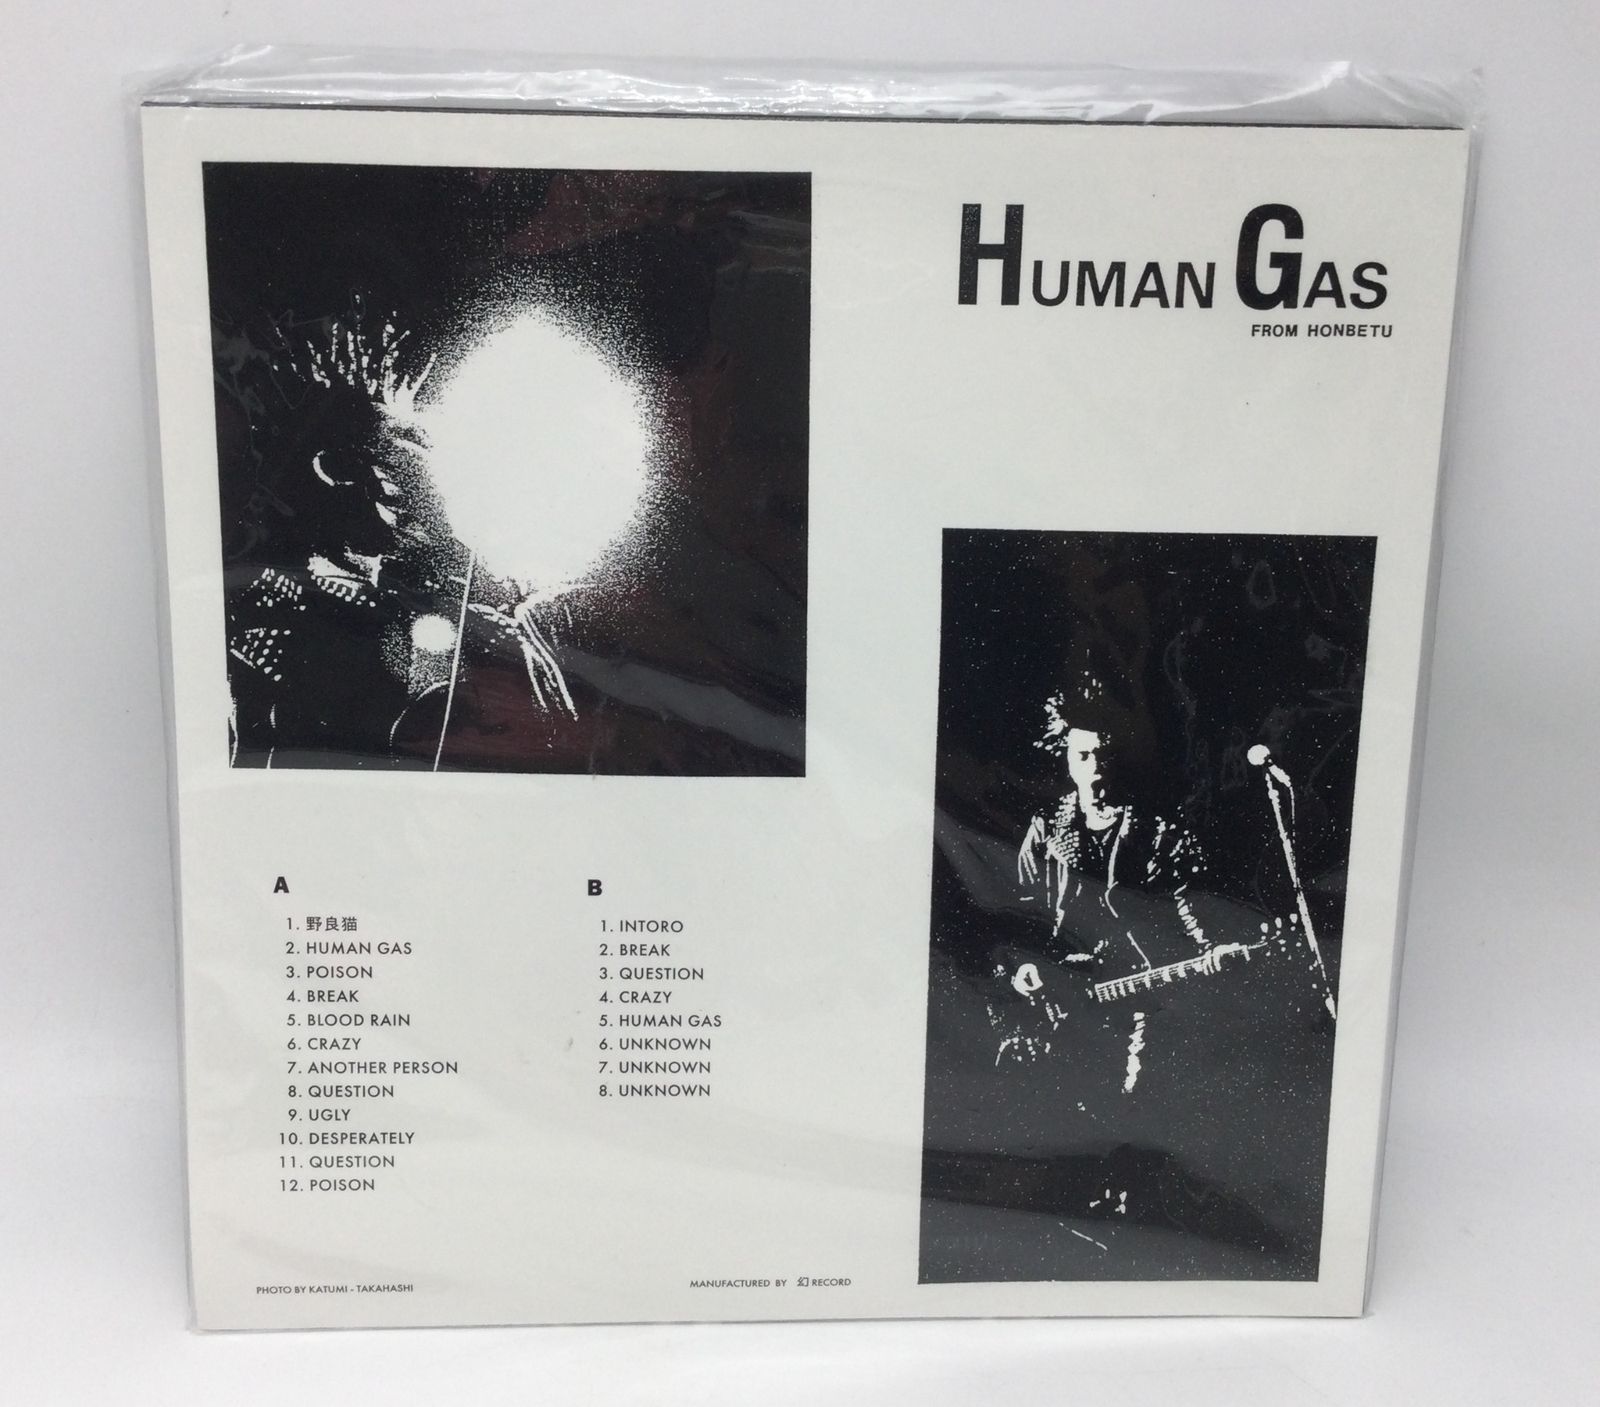 HUMAN GAS
FROM HONBETU
A
1. 野良猫
2. HUMAN GAS
3. POISON
4. BREAK
5. BLOOD RAIN
6. CRAZY
7. ANOTHER PERSON
8. QUESTION
9. UGLY
10. DESPERATELY
11. QUESTION
12. POISON
B
1. INTORO
2. BREAK
3. QUESTION
4. CRAZY
5. HUMAN GAS
6. UNKNOWN
7. UNKNOWN
8. UNKNOWN
PHOTO BY KATUMI - TAKAHASHI
MANUFACTURED BY 幻 RECORD